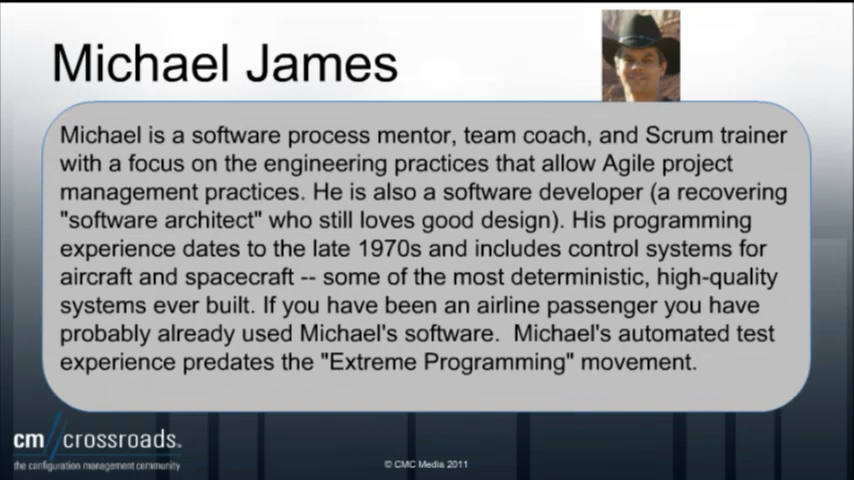 Michael James
Michael is a software process mentor, team coach, and Scrum trainer
with a focus on the engineering practices that allow Agile project
management practices. He is also a software developer (a recovering
"software architect" who still loves good design). His programming
experience dates to the late 1970s and includes control systems for
aircraft and spacecraft -- some of the most deterministic, high-quality
systems ever built. If you have been an airline passenger you have
probably already used Michael's software.  Michael's automated test
experience predates the "Extreme Programming" movement.
cm//crossroads™
the configuration management community
© CMC Media 2011